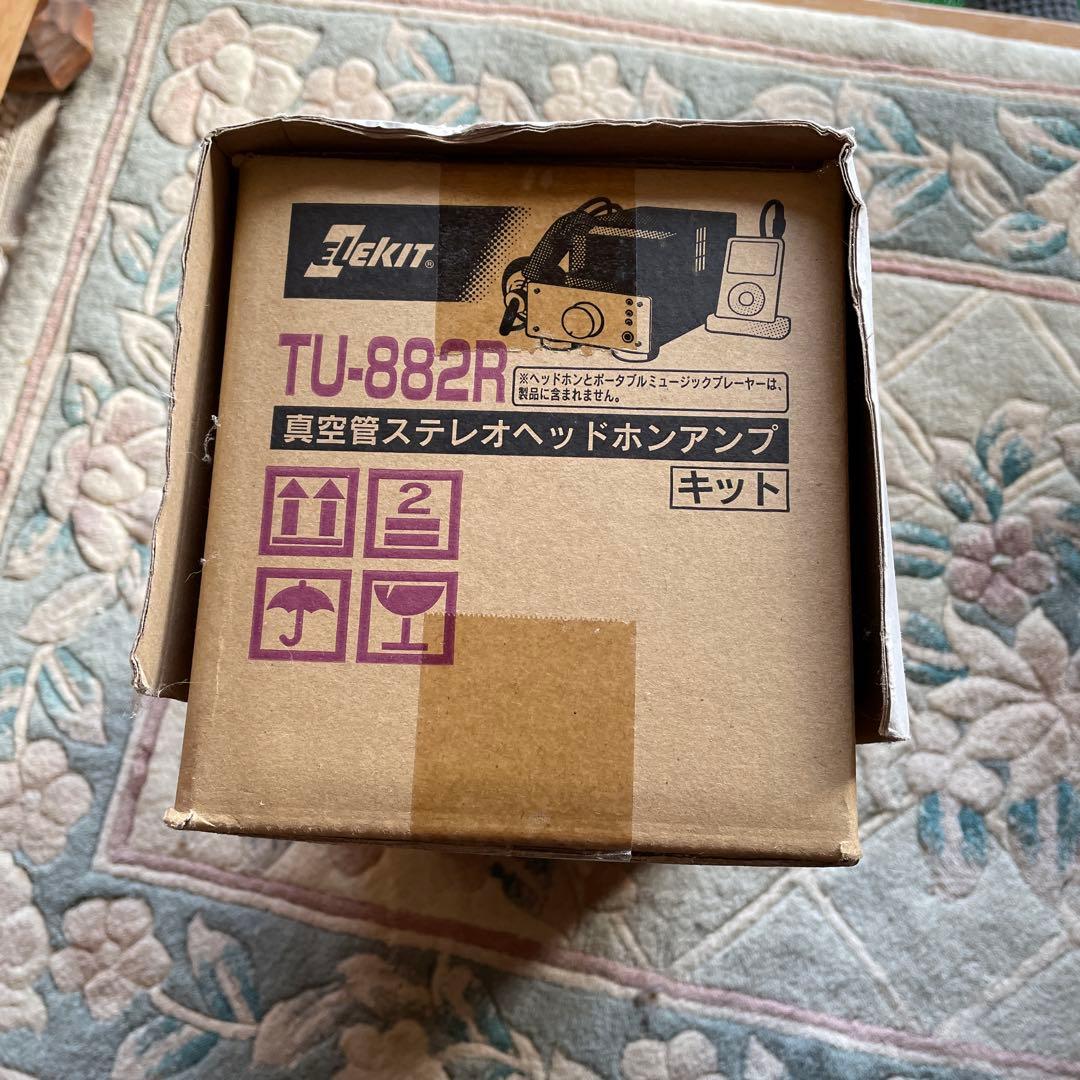 ELEKIT®
TU-882R
※ヘッドホンとポータブルミュージックプレーヤーは、
製品に含まれません。
真空管ステレオヘッドホンアンプ
キット
2